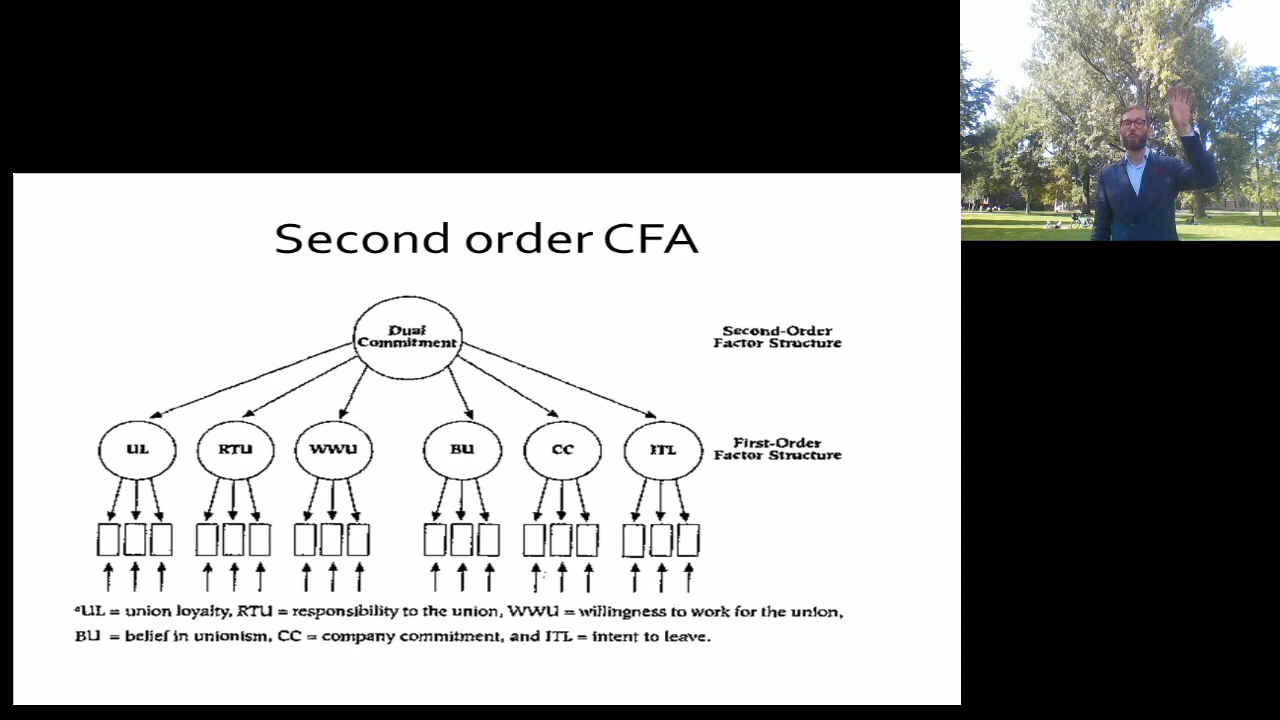 Second order CFA
Dual
Commitment
Second-Order
Factor Structure
UL
RTU
WWU
BU
CC
ITL
First-Order
Factor Structure
ᵃUL = union loyalty, RTU = responsibility to the union, WWU = willingness to work for the union,
BU = belief in unionism, CC = company commitment, and ITL = intent to leave.